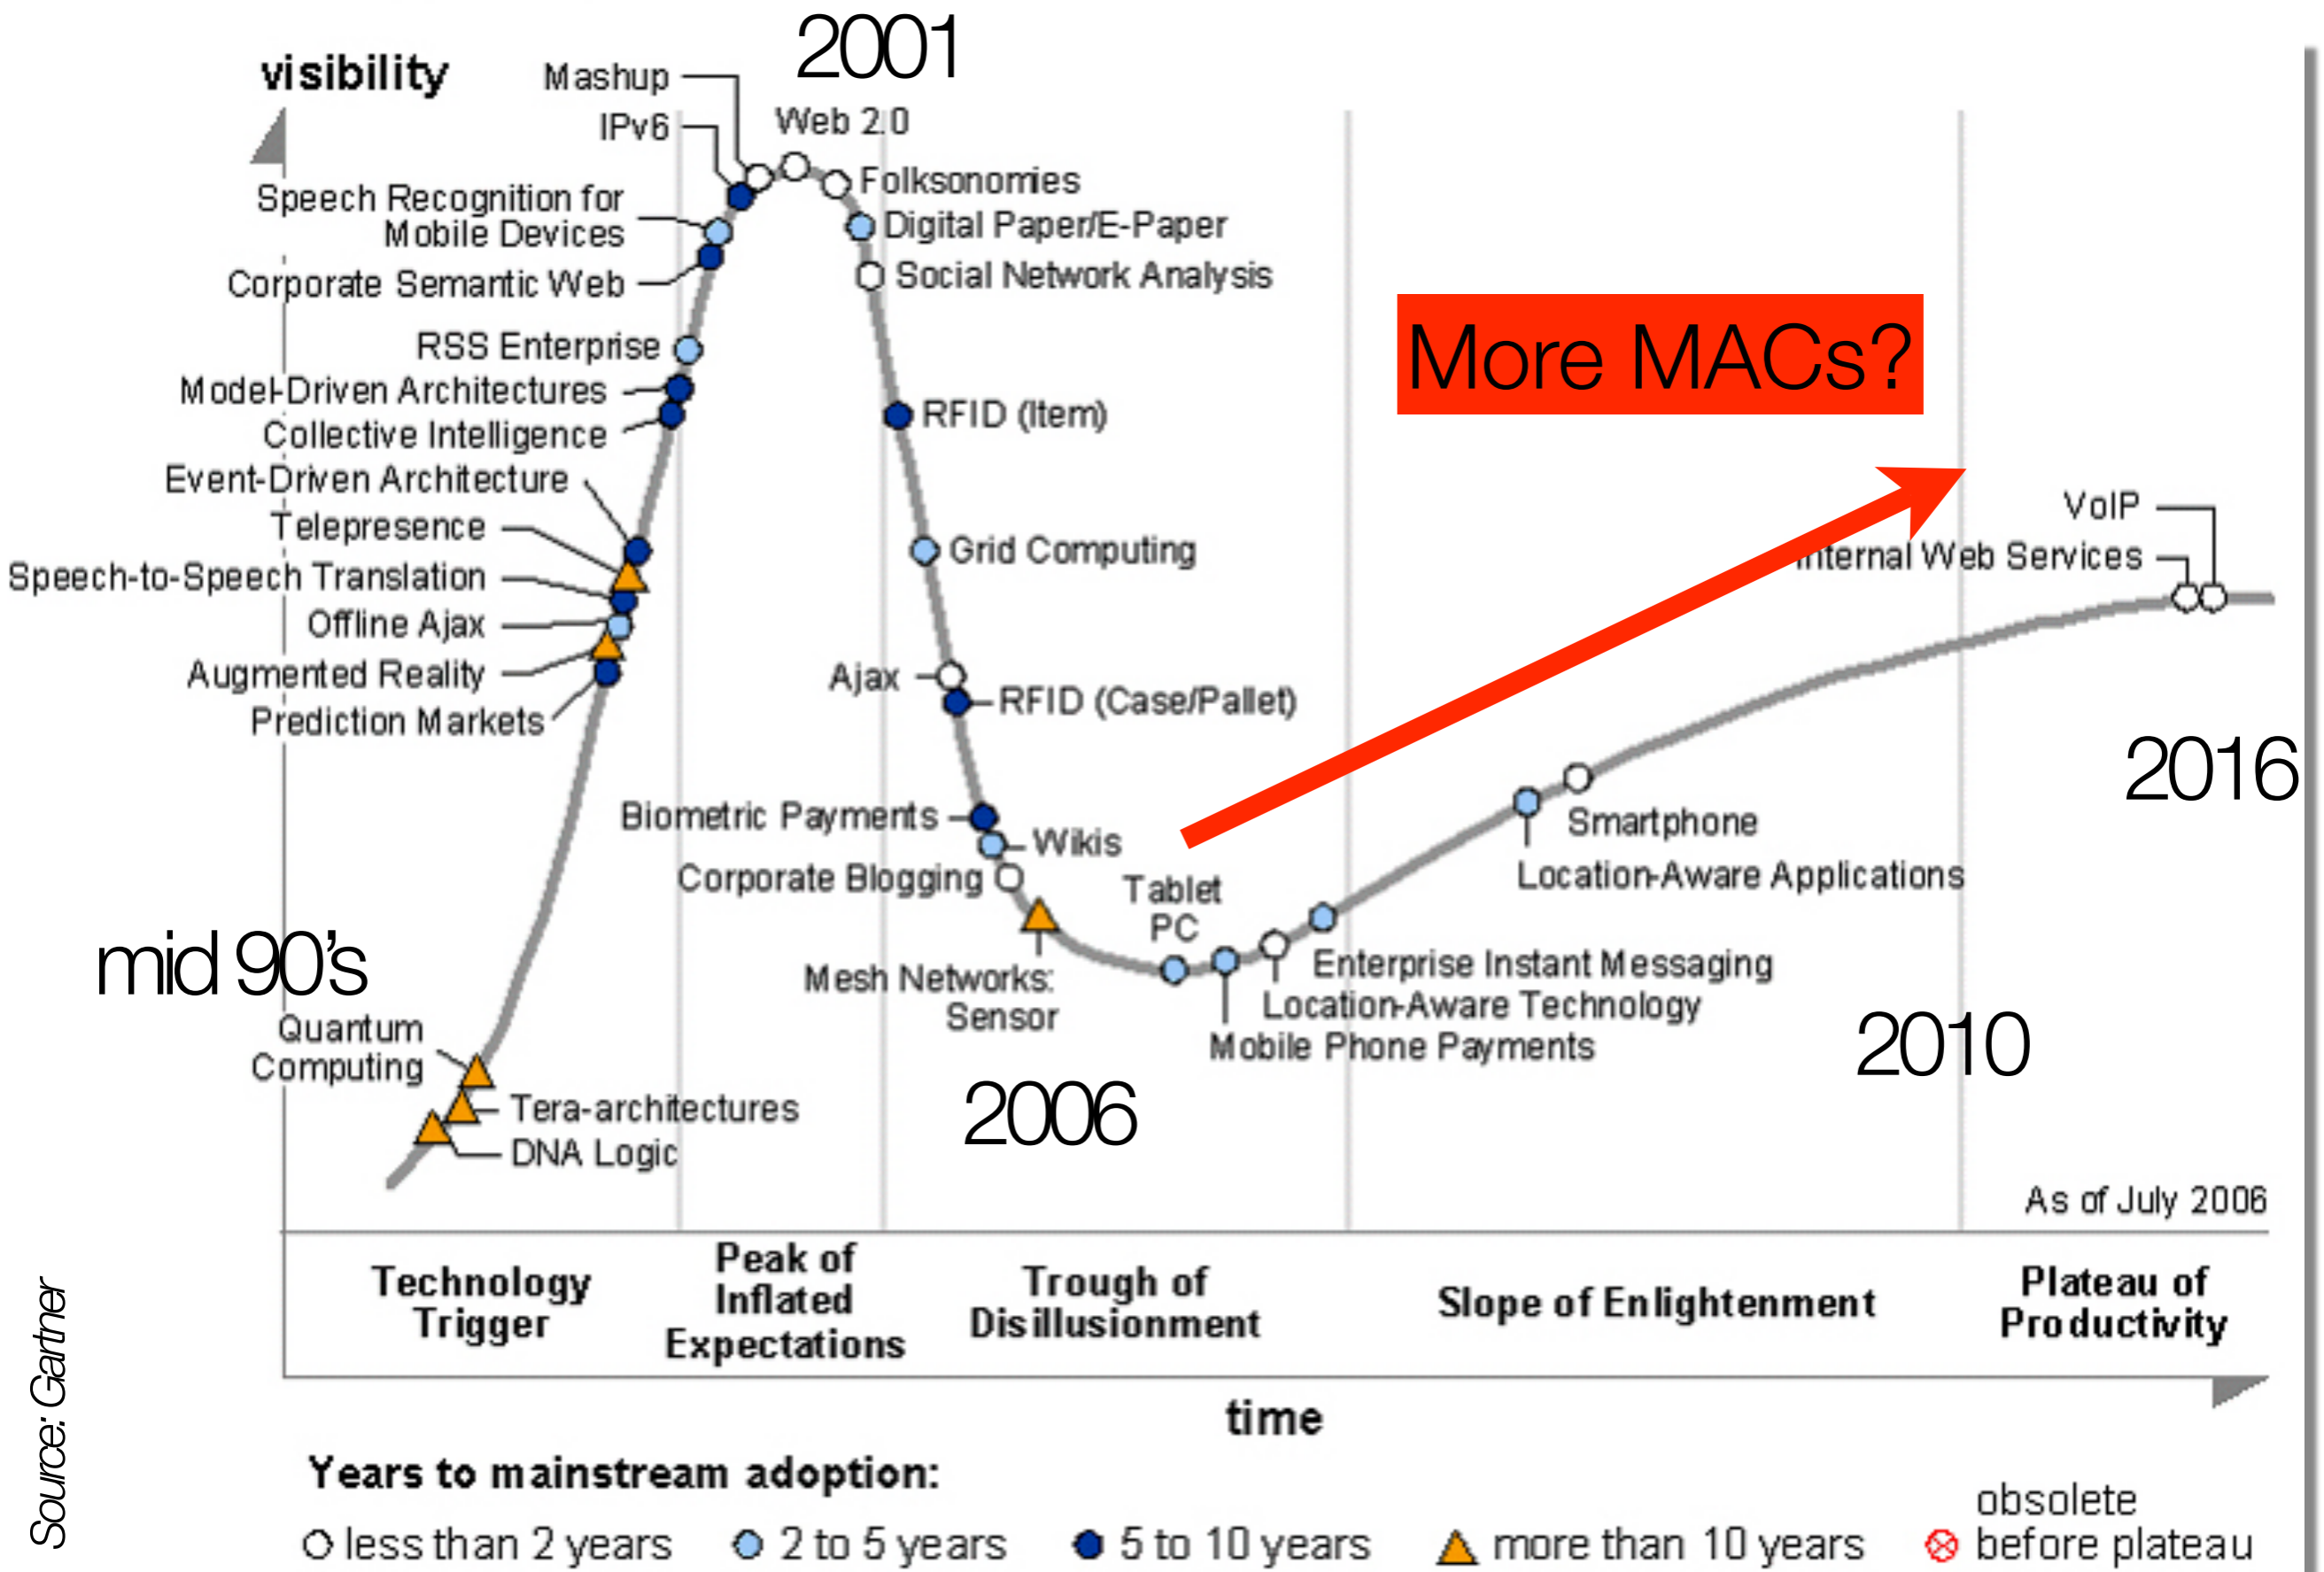 2001
visibility
Mashup
IPv6
Web 2.0
Speech Recognition for
Mobile Devices
Folksonomies
Digital Paper/E-Paper
Corporate Semantic Web
Social Network Analysis
More MACs?
RSS Enterprise
Model-Driven Architectures
Collective Intelligence
RFID (Item)
Event-Driven Architecture
Telepresence
VoIP
Internal Web Services
Grid Computing
Speech-to-Speech Translation
Offline Ajax
Augmented Reality
Prediction Markets
Ajax
RFID (Case/Pallet)
2016
Biometric Payments
Wikis
Corporate Blogging
Smartphone
Location-Aware Applications
Tablet
PC
mid 90's
Mesh Networks:
Sensor
Enterprise Instant Messaging
Location-Aware Technology
Mobile Phone Payments
2010
Quantum
Computing
Tera-architectures
DNA Logic
2006
As of July 2006
Technology
Trigger
Peak of
Inflated
Expectations
Trough of
Disillusionment
Slope of Enlightenment
Plateau of
Productivity
time
Source: Gartner
Years to mainstream adoption:
less than 2 years
2 to 5 years
5 to 10 years
more than 10 years
obsolete
before plateau